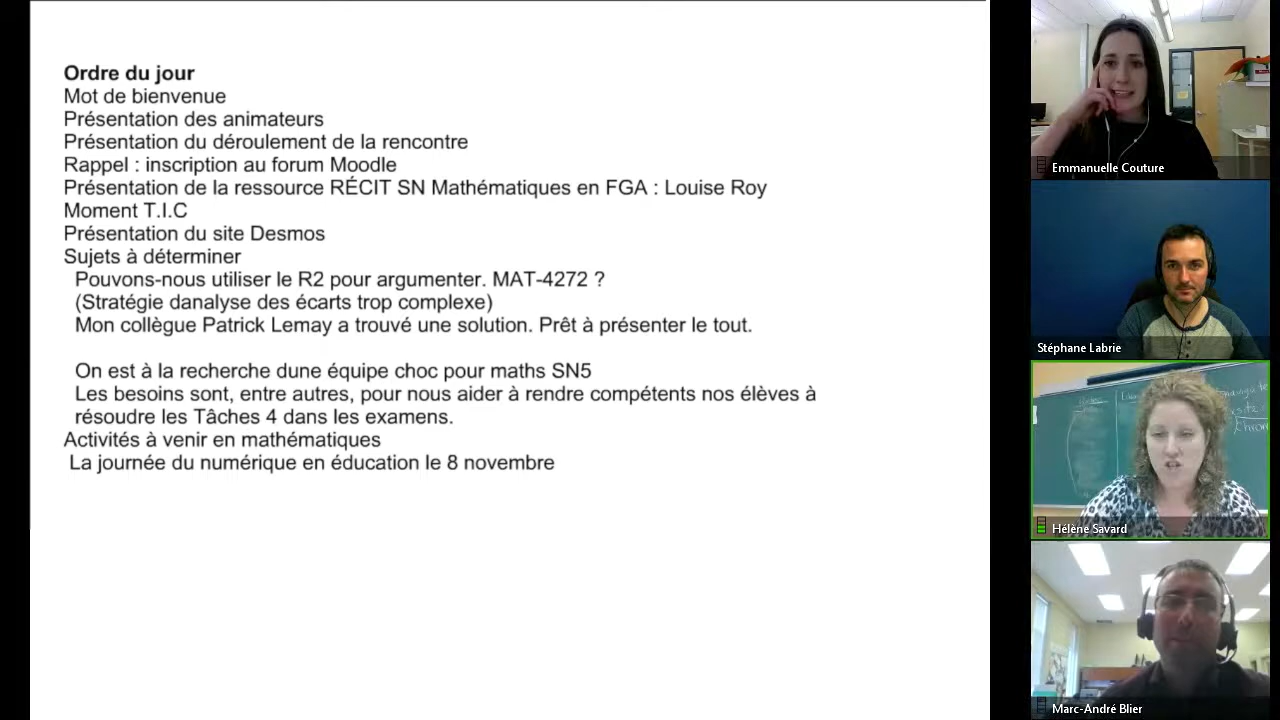 Ordre du jour
Mot de bienvenue
Présentation des animateurs
Présentation du déroulement de la rencontre
Rappel : inscription au forum Moodle
Présentation de la ressource RÉCIT SN Mathématiques en FGA : Louise Roy
Moment T.I.C
Présentation du site Desmos
Sujets à déterminer
Pouvons-nous utiliser le R2 pour argumenter. MAT-4272 ?
(Stratégie danalyse des écarts trop complexe)
Mon collègue Patrick Lemay a trouvé une solution. Prêt à présenter le tout.
On est à la recherche dune équipe choc pour maths SN5
Les besoins sont, entre autres, pour nous aider à rendre compétents nos élèves à
résoudre les Tâches 4 dans les examens.
Activités à venir en mathématiques
La journée du numérique en éducation le 8 novembre
Emmanuelle Couture
Stéphane Labrie
Hélène Savard
Marc-André Blier